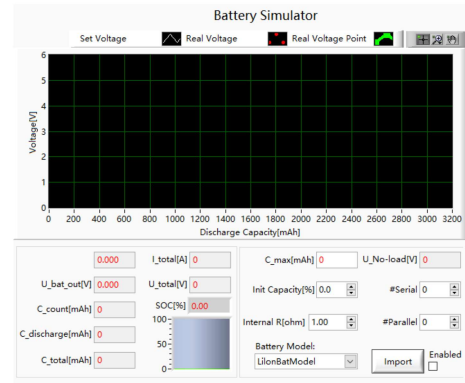 Battery Simulator
Set Voltage Real Voltage Real Voltage Point
Voltage[V]
6
5
4
3
2
1
0
0 200 400 600 800 1000 1200 1400 1600 1800 2000 2200 2400 2600 2800 3000 3200
Discharge Capacity[mAh]
0.000 I_total[A] 0
U_bat_out[V] 0.000 U_total[V] 0
C_count[mAh] 0 SOC[%] 0.00
C_discharge[mAh] 0
C_total[mAh] 0
100-
50-
0-
C_max[mAh] 0 U_No-load[V] 0
Init Capacity[%] 0.0 #Serial 0
Internal R[ohm] 1.00 #Parallel 0
Battery Model:
LiIonBatModel Import Enabled